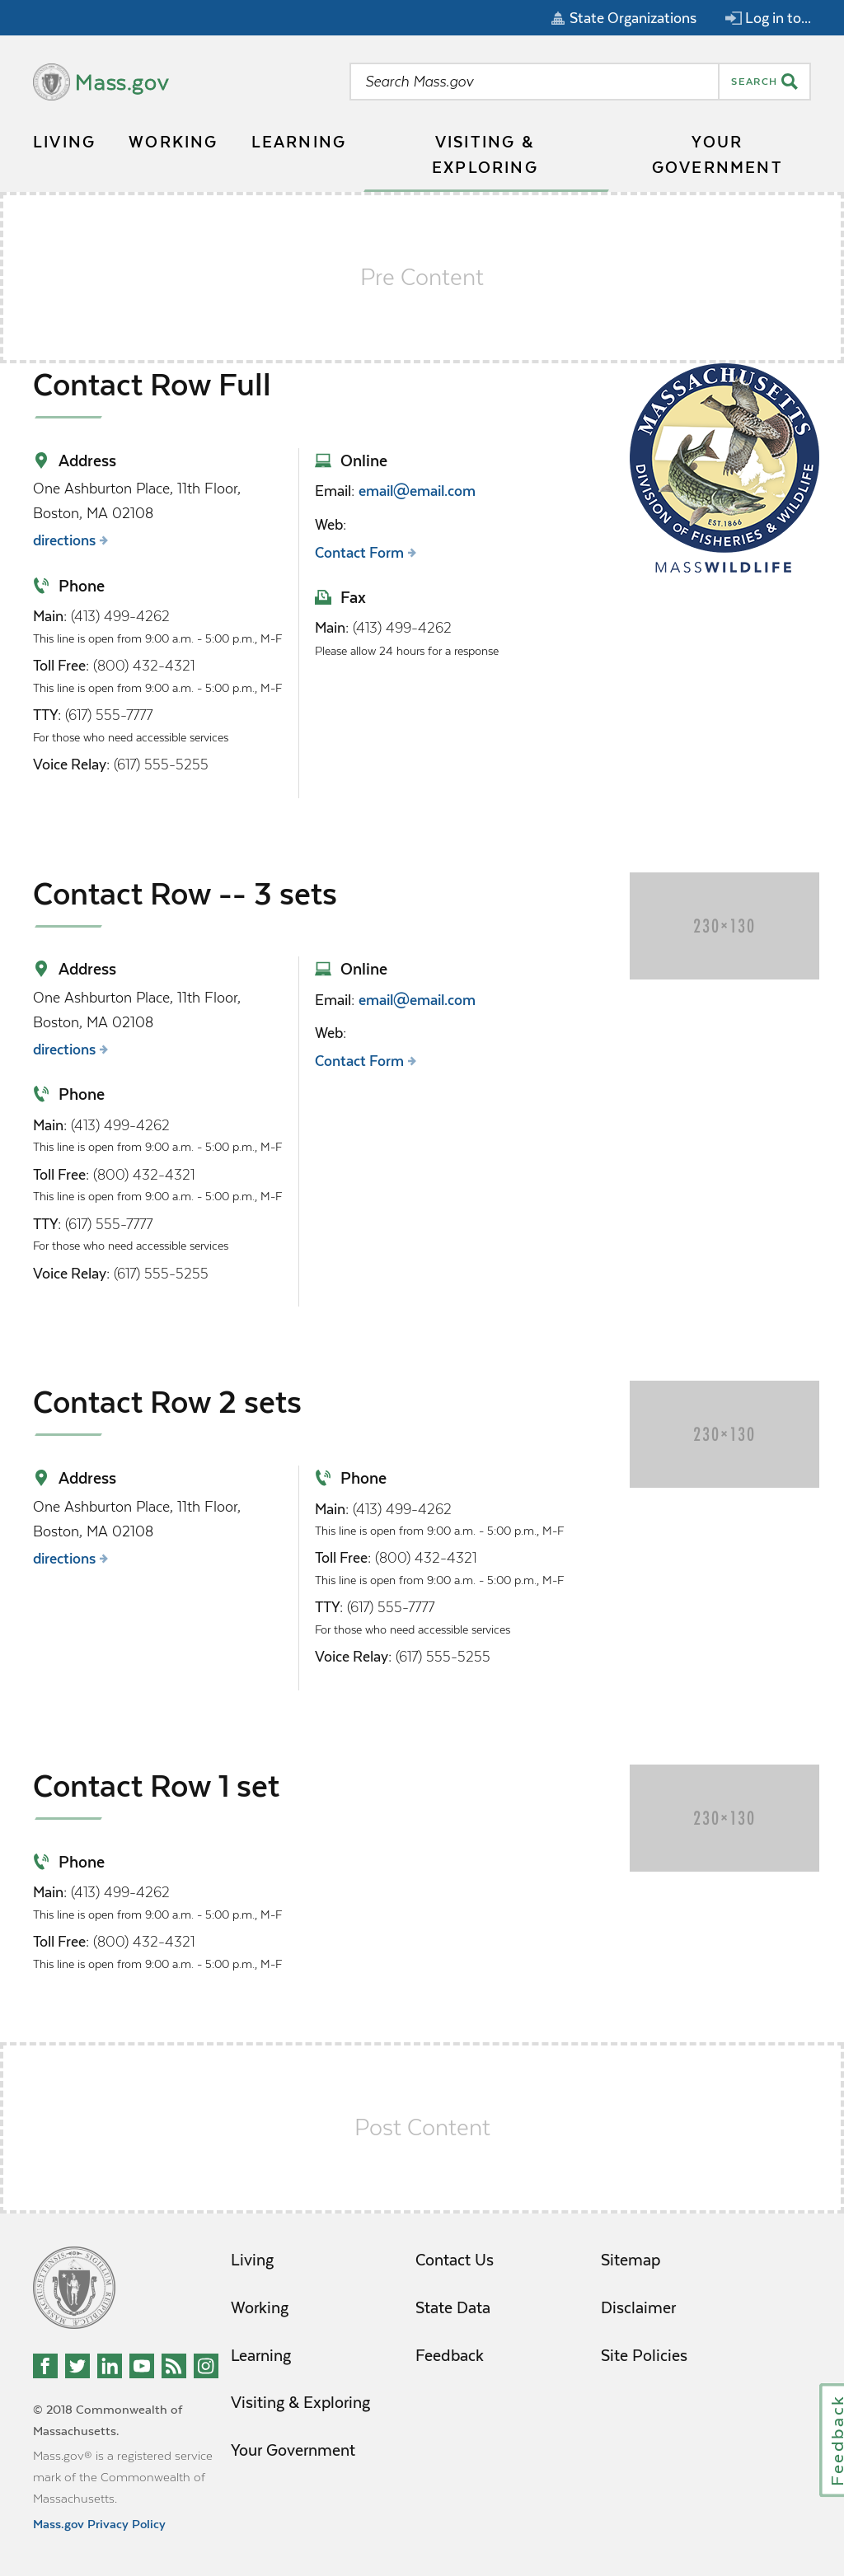 State Organizations Log in to...
Mass.gov
Search Mass.gov SEARCH
LIVING WORKING LEARNING VISITING & EXPLORING YOUR GOVERNMENT
Pre Content
Contact Row Full
MASSACHUSETTS
DIVISION OF FISHERIES & WILDLIFE
EST.1866
MASSWILDLIFE
Address
One Ashburton Place, 11th Floor,
Boston, MA 02108
directions
Phone
Main: (413) 499-4262
This line is open from 9:00 a.m. - 5:00 p.m., M-F
Toll Free: (800) 432-4321
This line is open from 9:00 a.m. - 5:00 p.m., M-F
TTY: (617) 555-7777
For those who need accessible services
Voice Relay: (617) 555-5255
Online
Email: email@email.com
Web:
Contact Form
Fax
Main: (413) 499-4262
Please allow 24 hours for a response
Contact Row -- 3 sets
230×130
Address
One Ashburton Place, 11th Floor,
Boston, MA 02108
directions
Phone
Main: (413) 499-4262
This line is open from 9:00 a.m. - 5:00 p.m., M-F
Toll Free: (800) 432-4321
This line is open from 9:00 a.m. - 5:00 p.m., M-F
TTY: (617) 555-7777
For those who need accessible services
Voice Relay: (617) 555-5255
Online
Email: email@email.com
Web:
Contact Form
Contact Row 2 sets
230×130
Address
One Ashburton Place, 11th Floor,
Boston, MA 02108
directions
Phone
Main: (413) 499-4262
This line is open from 9:00 a.m. - 5:00 p.m., M-F
Toll Free: (800) 432-4321
This line is open from 9:00 a.m. - 5:00 p.m., M-F
TTY: (617) 555-7777
For those who need accessible services
Voice Relay: (617) 555-5255
Contact Row 1 set
230×130
Phone
Main: (413) 499-4262
This line is open from 9:00 a.m. - 5:00 p.m., M-F
Toll Free: (800) 432-4321
This line is open from 9:00 a.m. - 5:00 p.m., M-F
Post Content
Living
Working
Learning
Visiting & Exploring
Your Government
Contact Us
State Data
Feedback
Sitemap
Disclaimer
Site Policies
© 2018 Commonwealth of
Massachusetts.
Mass.gov® is a registered service
mark of the Commonwealth of
Massachusetts.
Mass.gov Privacy Policy
Feedback